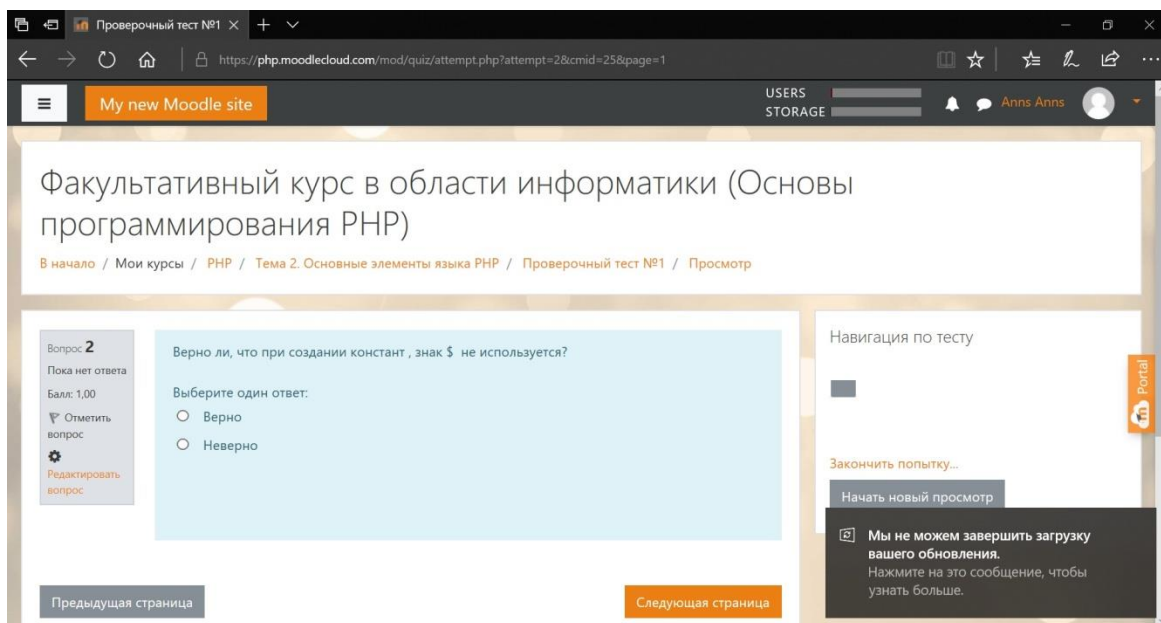 Проверочный тест №1
https://php.moodlecloud.com/mod/quiz/attempt.php?attempt=2&cmid=25&page=1
My new Moodle site
USERS
STORAGE
Anns Anns
Факультативный курс в области информатики (Основы
программирования PHP)
В начало / Мои курсы / PHP / Тема 2. Основные элементы языка PHP / Проверочный тест №1 / Просмотр
Вопрос 2
Пока нет ответа
Балл: 1,00
Отметить
вопрос
Редактировать
вопрос
Верно ли, что при создании констант , знак $ не используется?
Выберите один ответ:
Верно
Неверно
Предыдущая страница
Следующая страница
Навигация по тесту
Закончить попытку...
Начать новый просмотр
Portal
Мы не можем завершить загрузку
вашего обновления.
Нажмите на это сообщение, чтобы
узнать больше.